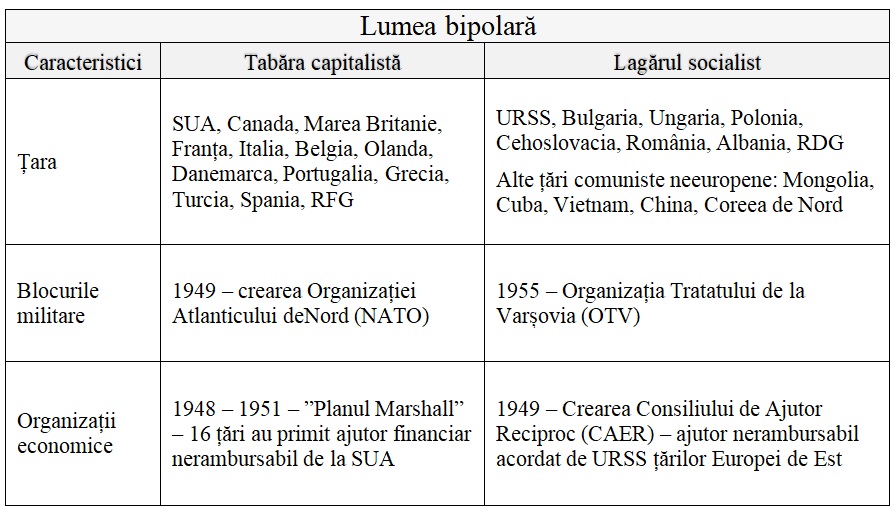 Lumea bipolară
Caracteristici
Tabăra capitalistă
Lagărul socialist
Țara
SUA, Canada, Marea Britanie,
Franța, Italia, Belgia, Olanda,
Danemarca, Portugalia, Grecia,
Turcia, Spania, RFG
URSS, Bulgaria, Ungaria, Polonia,
Cehoslovacia, România, Albania, RDG
Alte țări comuniste neeuropene: Mongolia,
Cuba, Vietnam, China, Coreea de Nord
Blocurile
militare
1949 – crearea Organizației
Atlanticului deNord (NATO)
1955 – Organizația Tratatului de la
Varșovia (OTV)
Organizații
economice
1948 – 1951 – ”Planul Marshall”
– 16 țări au primit ajutor financiar
nerambursabil de la SUA
1949 – Crearea Consiliului de Ajutor
Reciproc (CAER) – ajutor nerambursabil
acordat de URSS țărilor Europei de Est